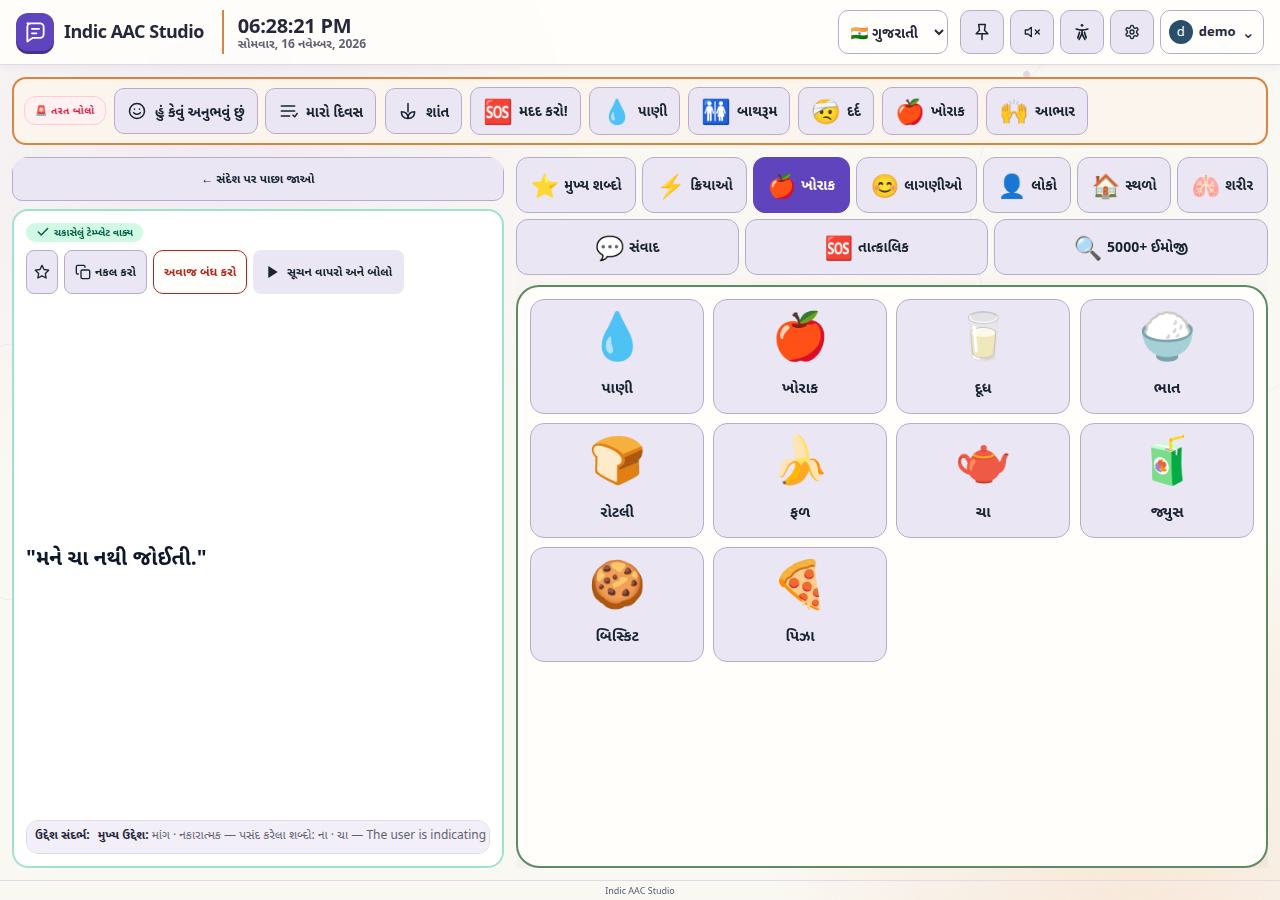 Indic AAC Studio
06:28:21 PM
સોમવાર, 16 નવેમ્બર, 2026
ગુજરાતી
d demo
તરત બોલો
હું કેવું અનુભવું છું
મારો દિવસ
શાંત
SOS મદદ કરો!
પાણી
બાથરૂમ
દર્દ
ખોરાક
આભાર
← સંદેશ પર પાછા જાઓ
ચકાસેલું ટેમ્પ્લેટ વાક્ય
નકલ કરો
અવાજ બંધ કરો
સૂચન વાપરો અને બોલો
"મને ચા નથી જોઈતી."
ઉદ્દેશ સંદર્ભ: મુખ્ય ઉદ્દેશ: માંગ · નકારાત્મક — પસંદ કરેલા શબ્દો: ના · ચા — The user is indicating
મુખ્ય શબ્દો
ક્રિયાઓ
ખોરાક
લાગણીઓ
લોકો
સ્થળો
શરીર
સંવાદ
SOS તાત્કાલિક
5000+ ઈમોજી
પાણી
ખોરાક
દૂધ
ભાત
રોટલી
ફળ
ચા
જ્યુસ
બિસ્કિટ
પિઝા
Indic AAC Studio